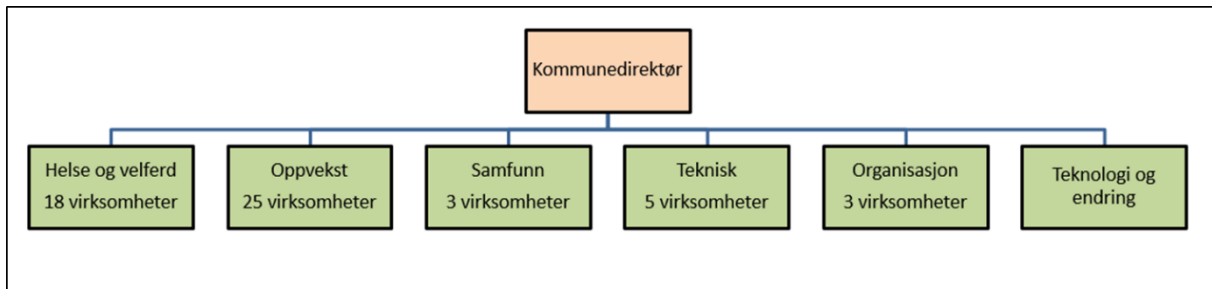 Kommunedirektør
Helse og velferd
18 virksomheter
Oppvekst
25 virksomheter
Samfunn
3 virksomheter
Teknisk
5 virksomheter
Organisasjon
3 virksomheter
Teknologi og
endring